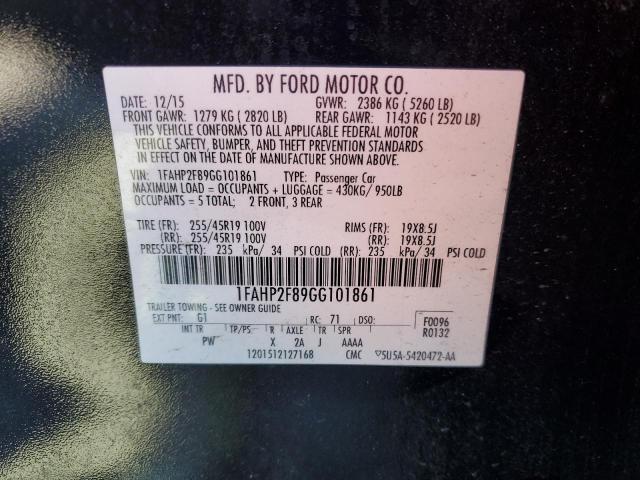 MFD. BY FORD MOTOR CO.
DATE: 12/15 GVWR: 2386 KG ( 5260 LB)
FRONT GAWR: 1279 KG ( 2820 LB) REAR GAWR: 1143 KG ( 2520 LB)
THIS VEHICLE CONFORMS TO ALL APPLICABLE FEDERAL MOTOR
VEHICLE SAFETY, BUMPER, AND THEFT PREVENTION STANDARDS
IN EFFECT ON THE DATE OF MANUFACTURE SHOWN ABOVE.
VIN: 1FAHP2F89GG101861 TYPE: Passenger Car
MAXIMUM LOAD = OCCUPANTS + LUGGAGE = 430KG/ 950LB
OCCUPANTS = 5 TOTAL; 2 FRONT, 3 REAR
TIRE (FR): 255/45R19 100V RIMS (FR): 19X8.5J
(RR): 255/45R19 100V (RR): 19X8.5J
PRESSURE (FR): 235 kPa/ 34 PSI COLD (RR): 235 kPa/ 34 PSI COLD
1FAHP2F89GG101861
TRAILER TOWING - SEE OWNER GUIDE
EXT PNT: G1 RC: 71 DSO: F0096
R0132
INT TR TP/PS R AXLE TR SPR
PW X 2A J AAAA
1201512127168 CMC 5U5A-5420472-AA